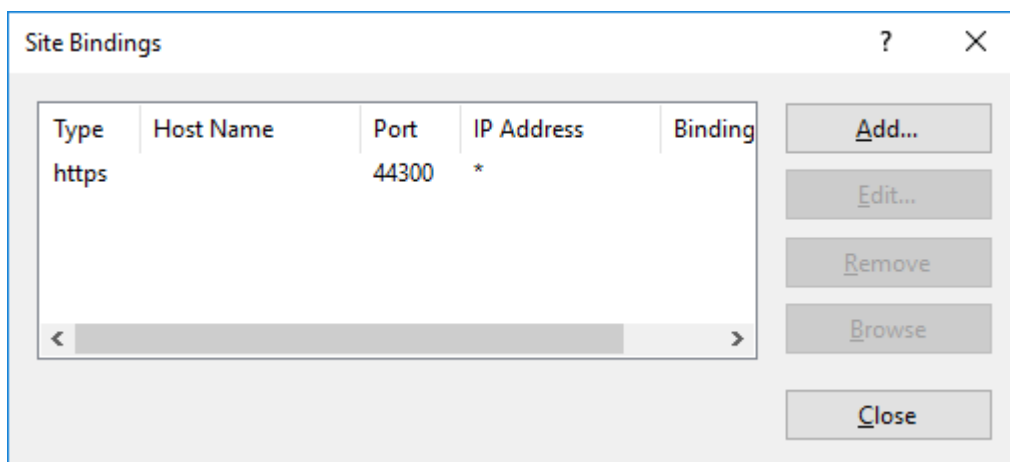 Site Bindings ? ×
Type Host Name Port IP Address Binding
https 44300 *
Add...
Edit...
Remove
Browse
Close